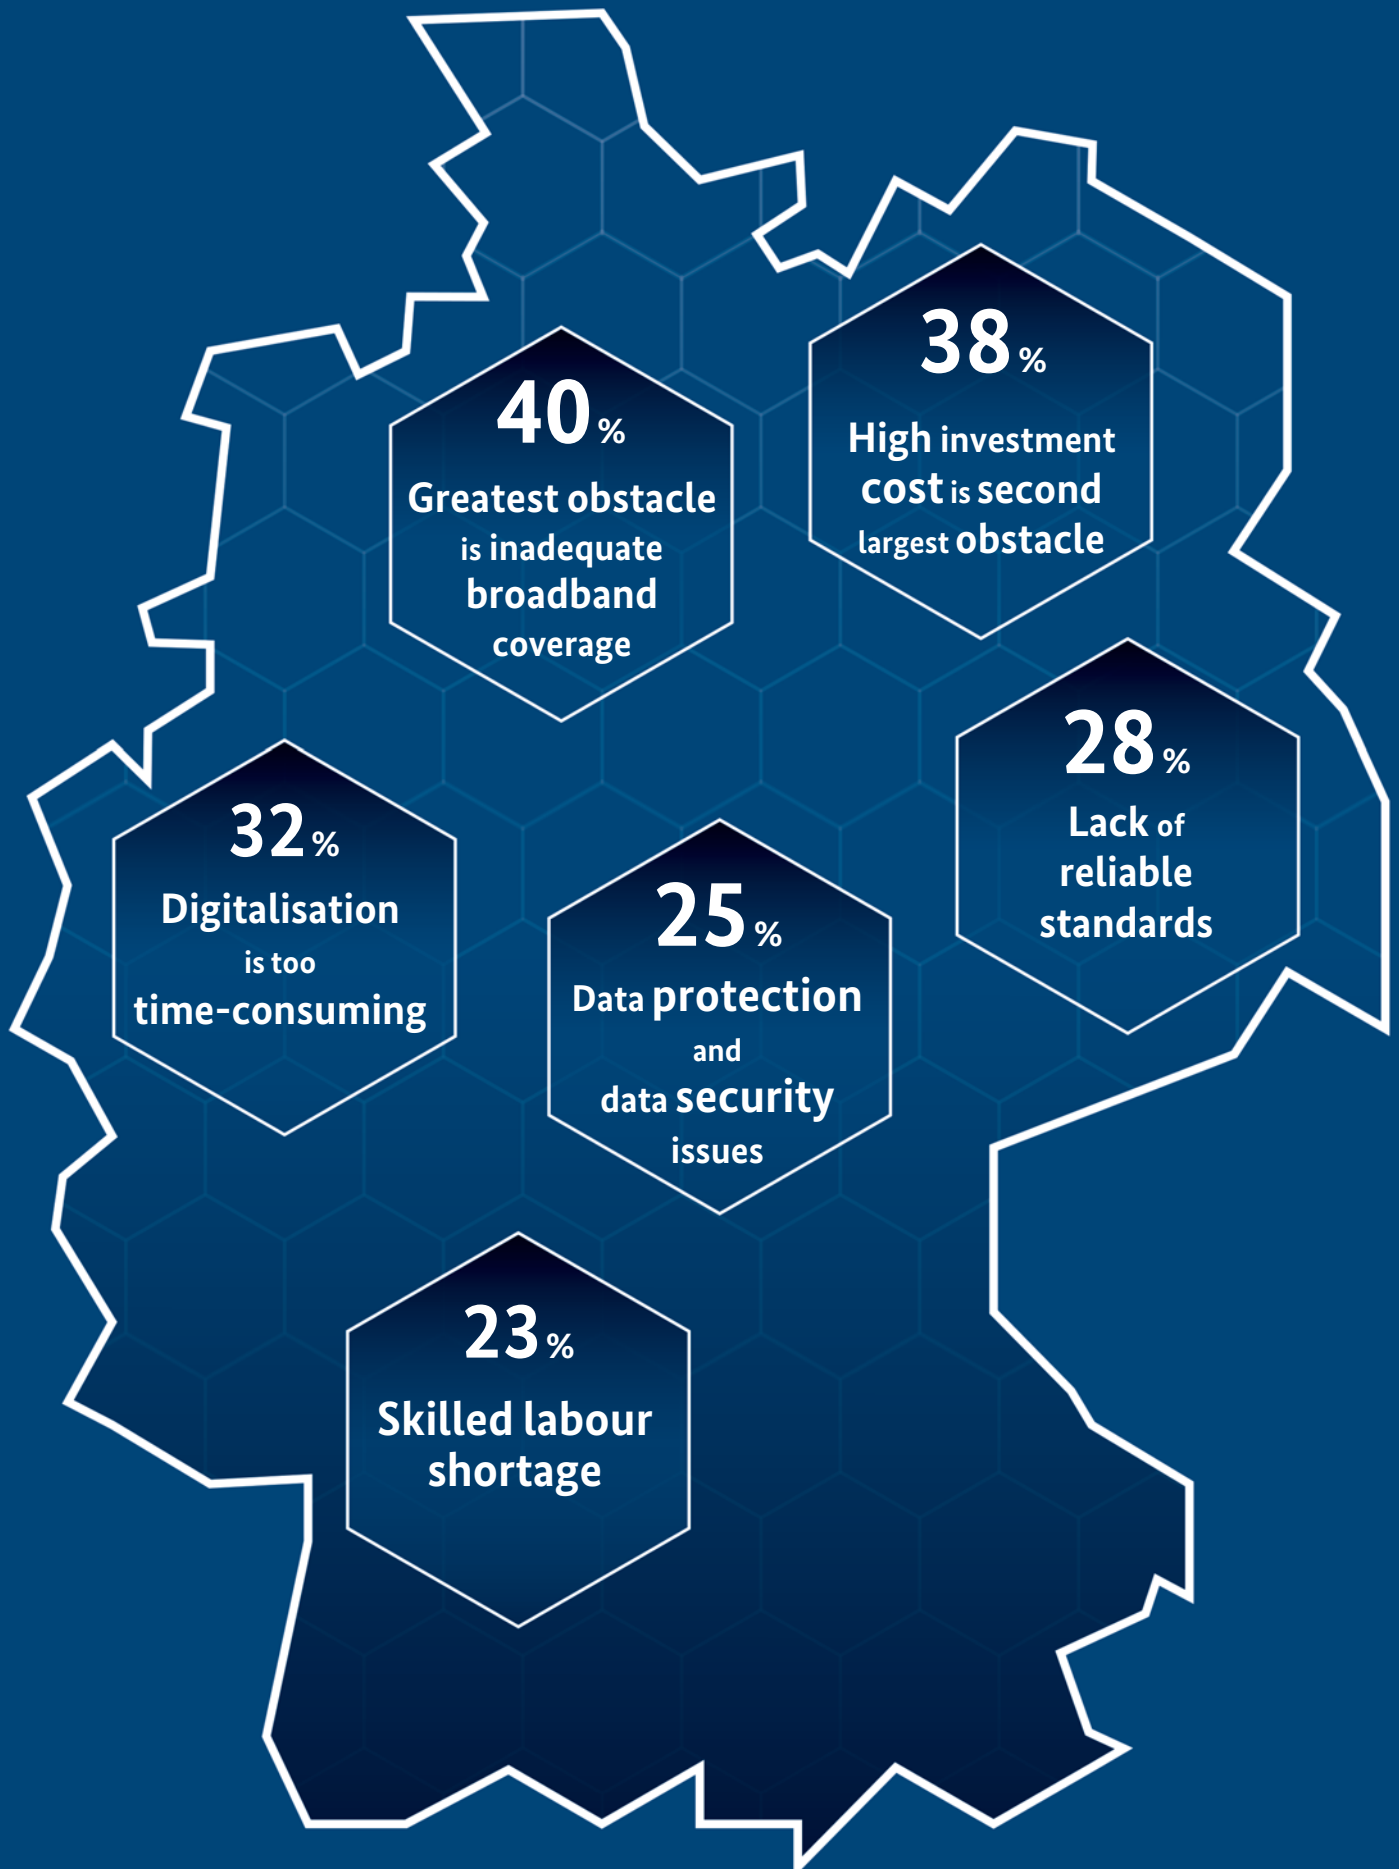 38 %
High investment
cost is second
largest obstacle
40 %
Greatest obstacle
is inadequate
broadband
coverage
28 %
Lack of
reliable
standards
32 %
Digitalisation
is too
time-consuming
25 %
Data protection
and
data security
issues
23 %
Skilled labour
shortage